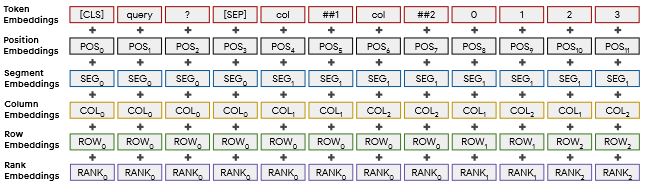 Token Embeddings [CLS] query ? [SEP] col ##1 col ##2 0 1 2 3
+ + + + + + + + + + + +
Position Embeddings POS0 POS1 POS2 POS3 POS4 POS5 POS6 POS7 POS8 POS9 POS10 POS11
+ + + + + + + + + + + +
Segment Embeddings SEG0 SEG0 SEG0 SEG0 SEG1 SEG1 SEG1 SEG1 SEG1 SEG1 SEG1 SEG1
+ + + + + + + + + + + +
Column Embeddings COL0 COL0 COL0 COL0 COL1 COL1 COL2 COL2 COL1 COL2 COL1 COL2
+ + + + + + + + + + + +
Row Embeddings ROW0 ROW0 ROW0 ROW0 ROW0 ROW0 ROW0 ROW0 ROW1 ROW1 ROW2 ROW2
+ + + + + + + + + + + +
Rank Embeddings RANK0 RANK0 RANK0 RANK0 RANK0 RANK0 RANK0 RANK0 RANK1 RANK1 RANK2 RANK2